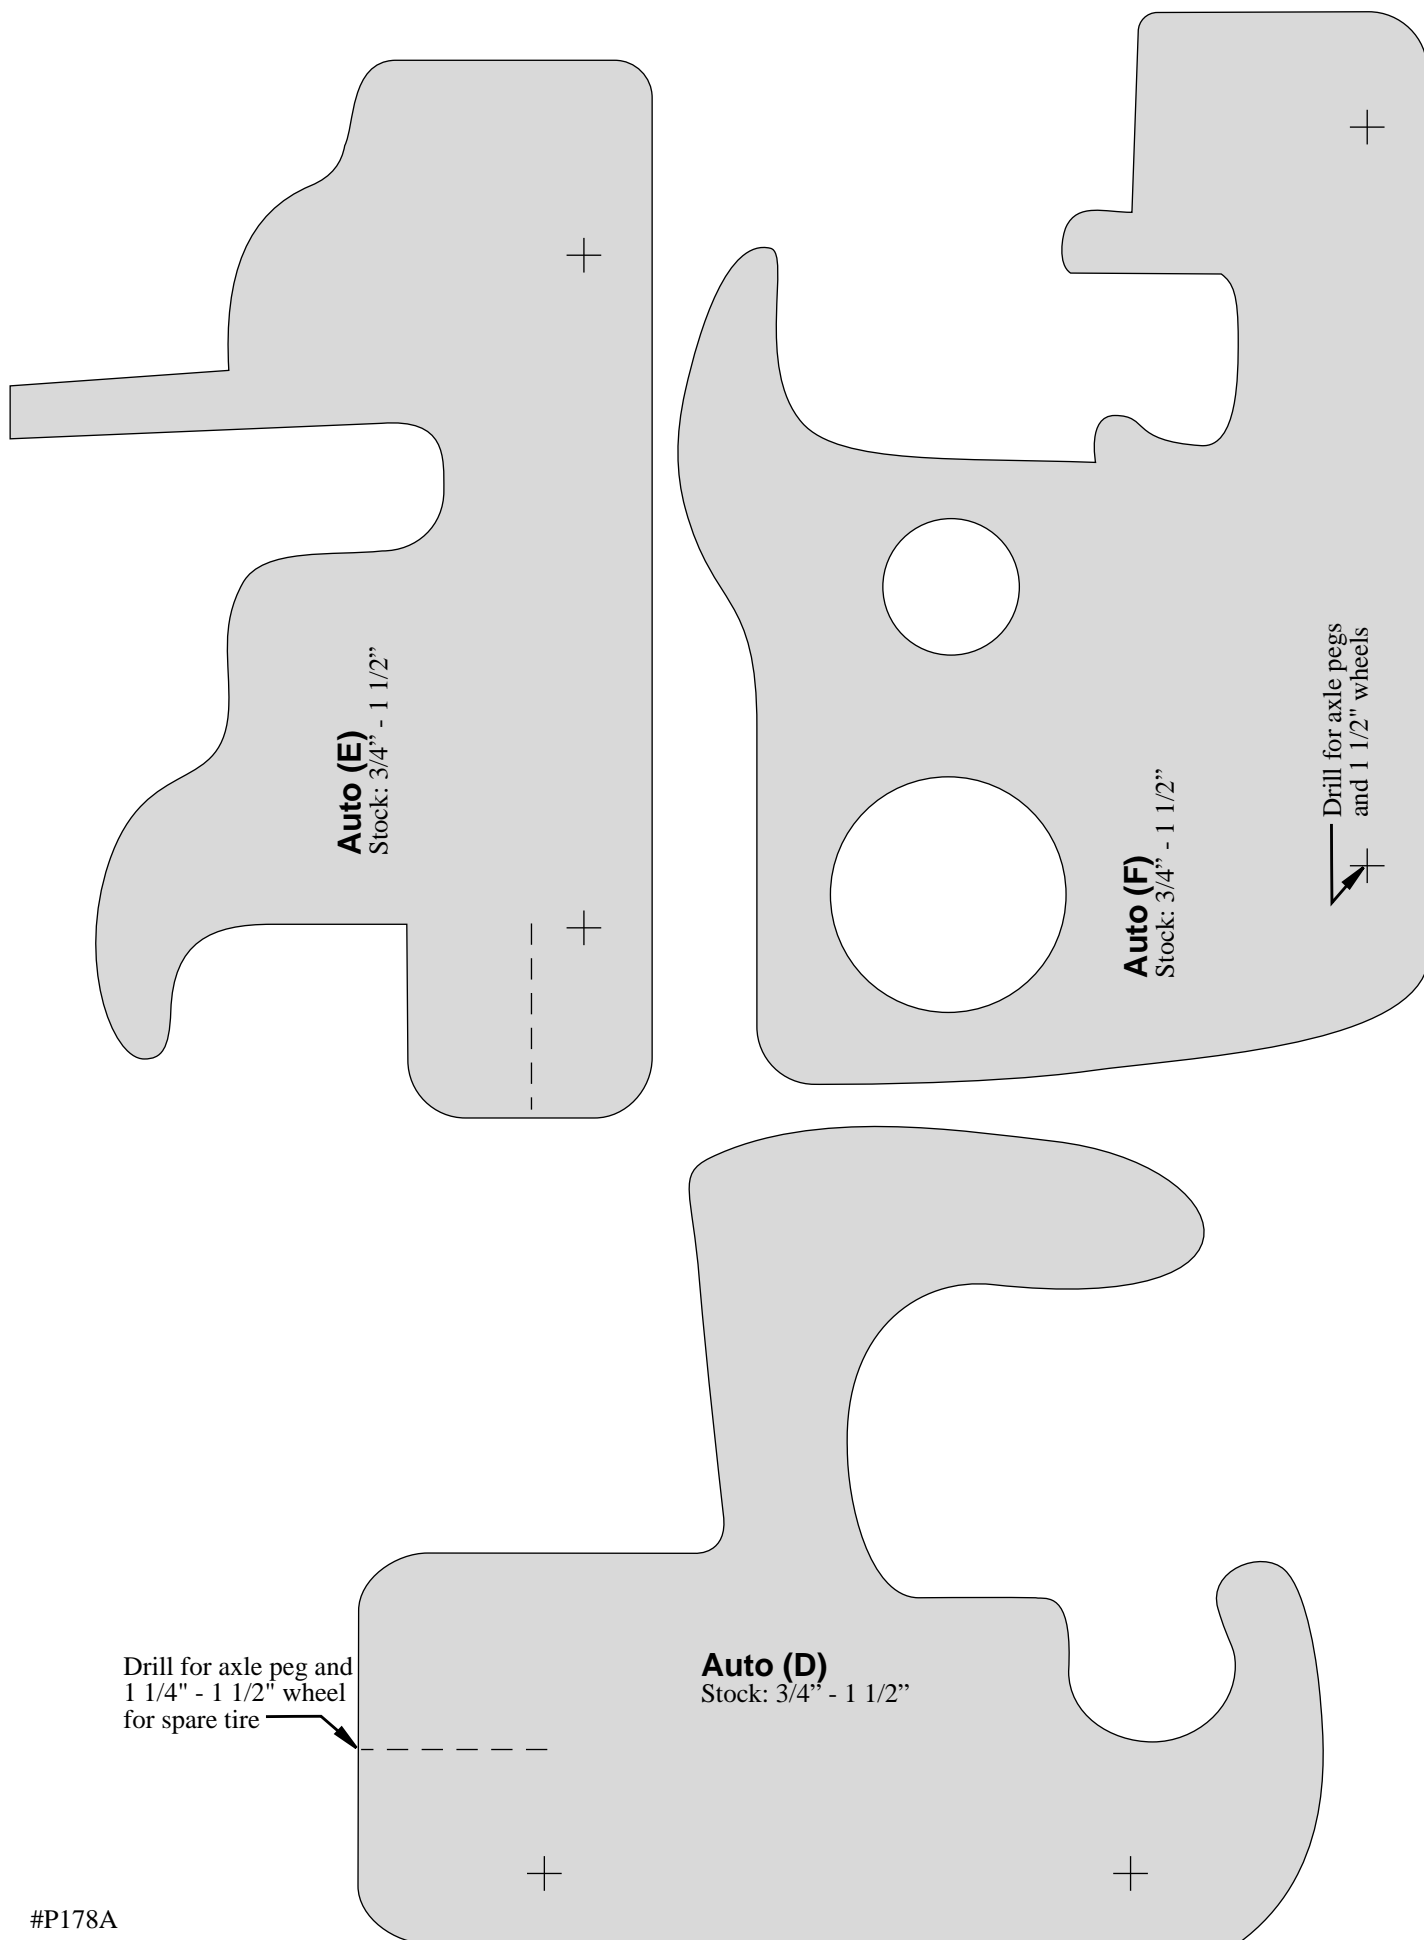 Auto (E)
Stock: 3/4” - 1 1/2”
Auto (F)
Stock: 3/4” - 1 1/2”
Drill for axle pegs
and 1 1/2" wheels
Auto (D)
Stock: 3/4” - 1 1/2”
Drill for axle peg and
1 1/4" - 1 1/2" wheel
for spare tire
#P178A